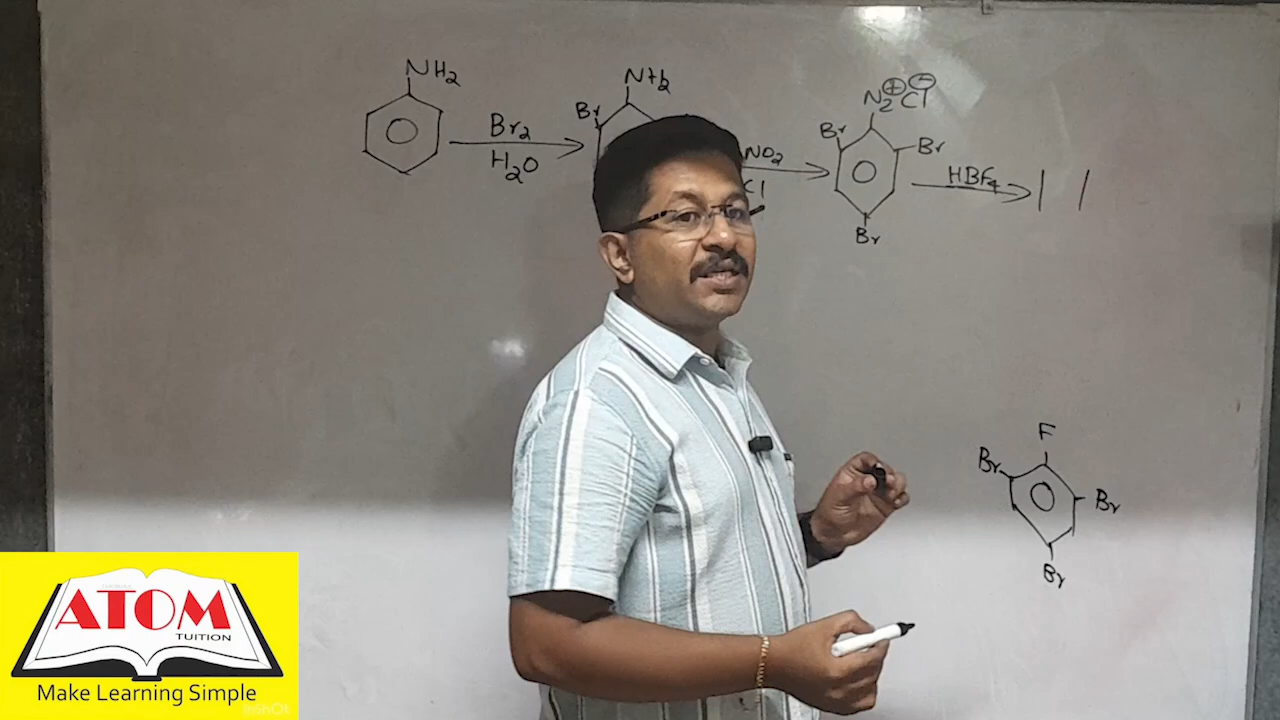 NH2
Br2
H2O
NH2
Br
NO2
Cl
N2⊕Cl⊖
Br
Br
Br
HBF4
F
Br
Br
Br
ATOM
TUITION
Make Learning Simple